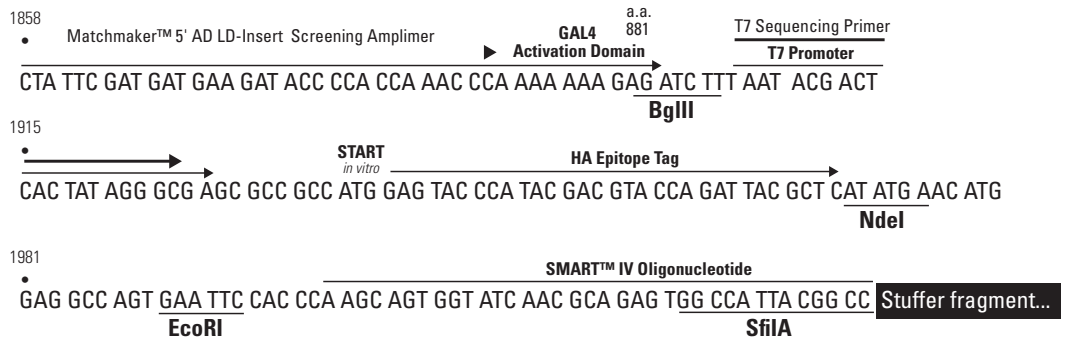 1858
Matchmaker™ 5' AD LD-Insert Screening Amplimer
GAL4
Activation Domain
a.a.
881
T7 Sequencing Primer
T7 Promoter
CTA TTC GAT GAT GAA GAT ACC CCA CCA AAC CCA AAA AAA GAG ATC TTT AAT ACG ACT
BglII
1915
START
in vitro
HA Epitope Tag
CAC TAT AGG GCG AGC GCC GCC ATG GAG TAC CCA TAC GAC GTA CCA GAT TAC GCT CAT ATG AAC ATG
NdeI
1981
SMART™ IV Oligonucleotide
GAG GCC AGT GAA TTC CAC CCA AGC AGT GGT ATC AAC GCA GAG TGG CCA TTA CGG CC Stuffer fragment...
EcoRI
SfiIA